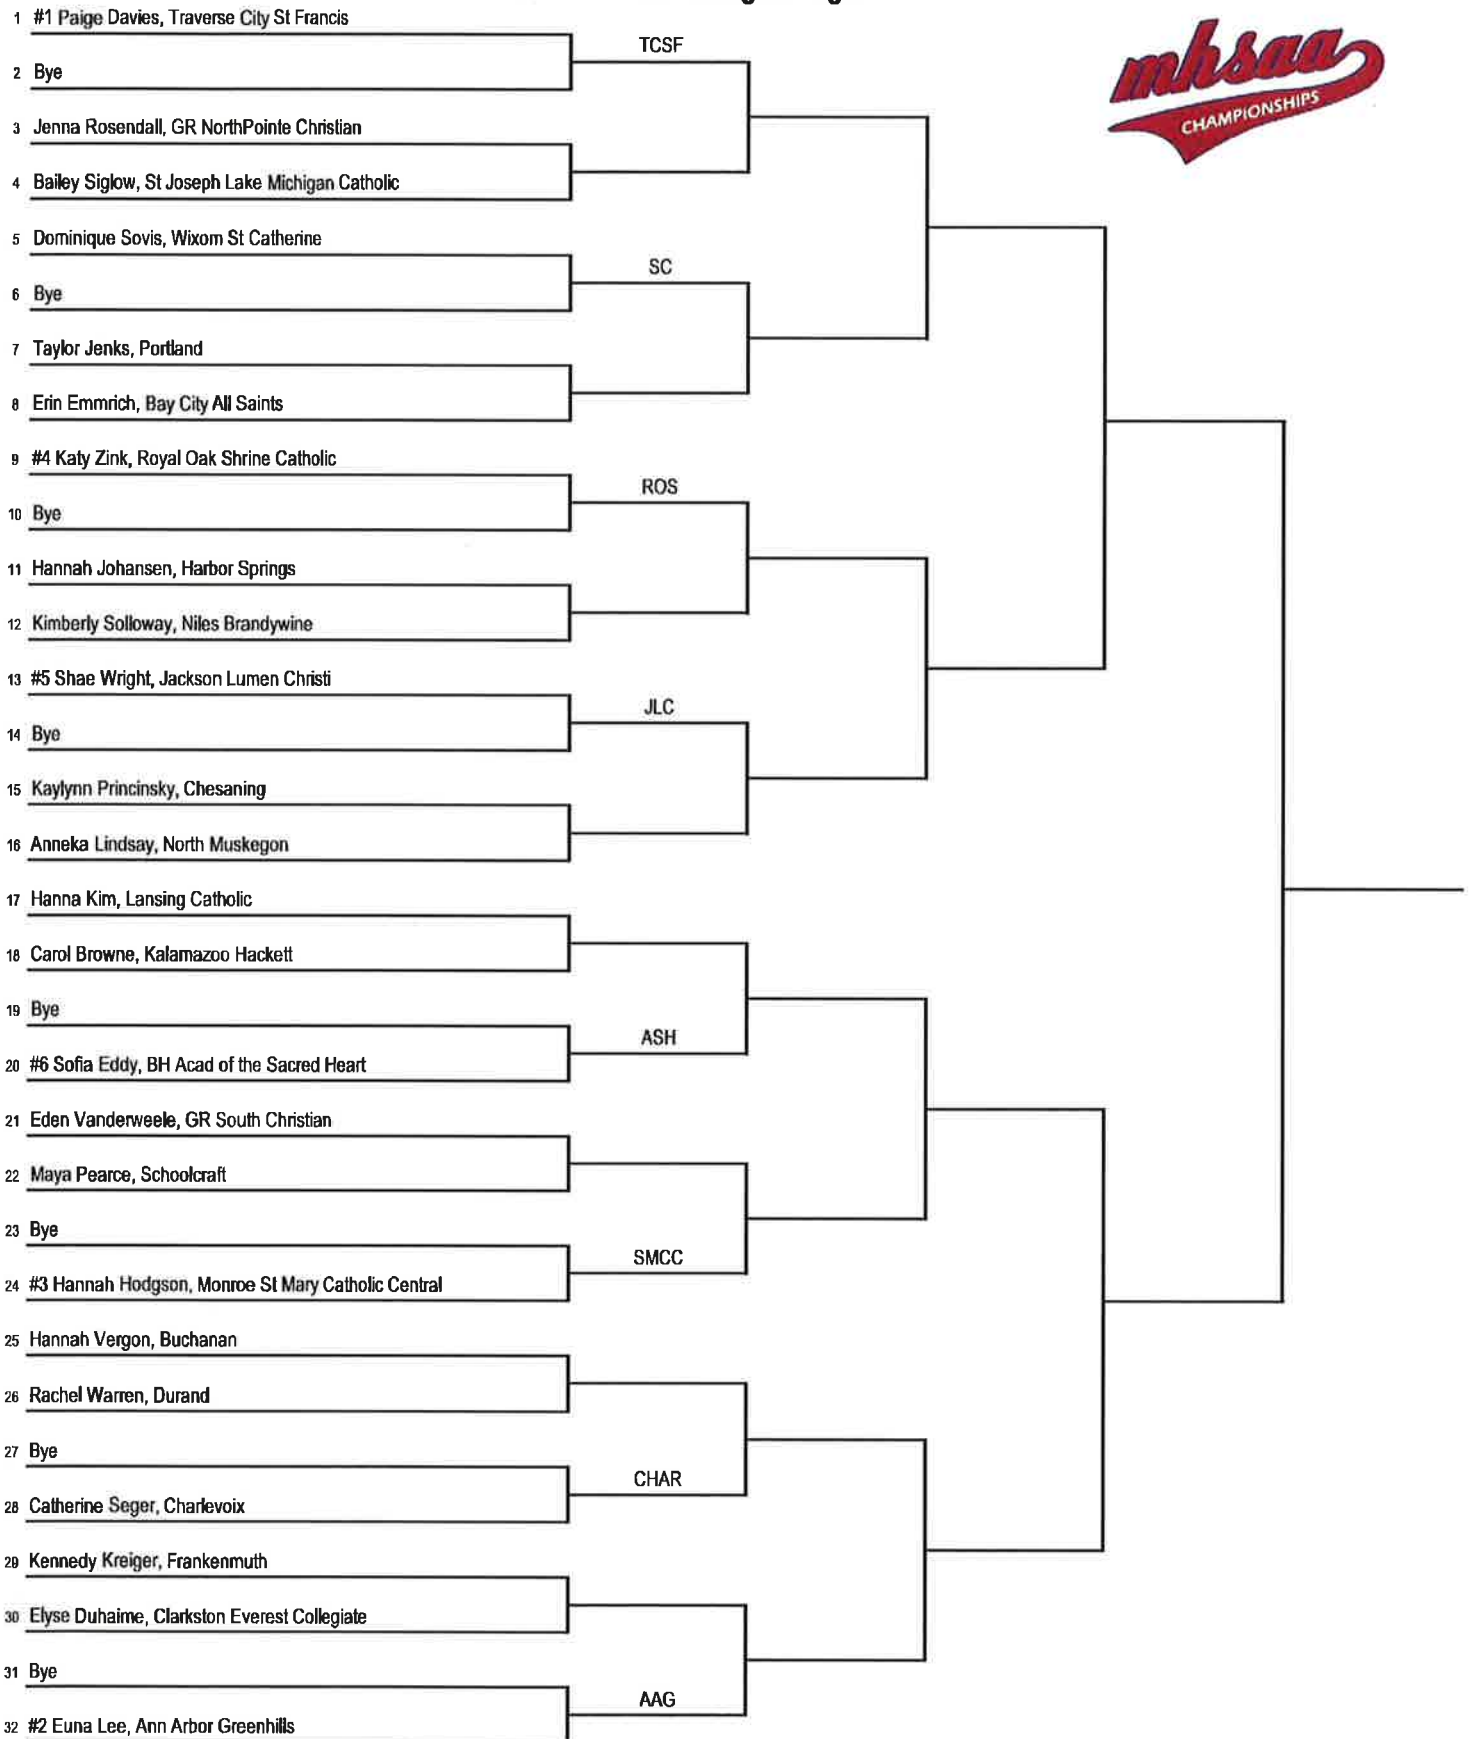 1 #1 Paige Davies, Traverse City St Francis
TCSF
2 Bye
mhsaa
CHAMPIONSHIPS
3 Jenna Rosendall, GR NorthPointe Christian
4 Bailey Siglow, St Joseph Lake Michigan Catholic
5 Dominique Sovis, Wixom St Catherine
SC
6 Bye
7 Taylor Jenks, Portland
8 Erin Emmrich, Bay City All Saints
9 #4 Katy Zink, Royal Oak Shrine Catholic
ROS
10 Bye
11 Hannah Johansen, Harbor Springs
12 Kimberly Solloway, Niles Brandywine
13 #5 Shae Wright, Jackson Lumen Christi
JLC
14 Bye
15 Kaylynn Princinsky, Chesaning
16 Anneka Lindsay, North Muskegon
17 Hanna Kim, Lansing Catholic
18 Carol Browne, Kalamazoo Hackett
19 Bye
ASH
20 #6 Sofia Eddy, BH Acad of the Sacred Heart
21 Eden Vanderweele, GR South Christian
22 Maya Pearce, Schoolcraft
23 Bye
SMCC
24 #3 Hannah Hodgson, Monroe St Mary Catholic Central
25 Hannah Vergon, Buchanan
26 Rachel Warren, Durand
27 Bye
CHAR
28 Catherine Seger, Charlevoix
29 Kennedy Kreiger, Frankenmuth
30 Elyse Duhaime, Clarkston Everest Collegiate
31 Bye
AAG
32 #2 Euna Lee, Ann Arbor Greenhills